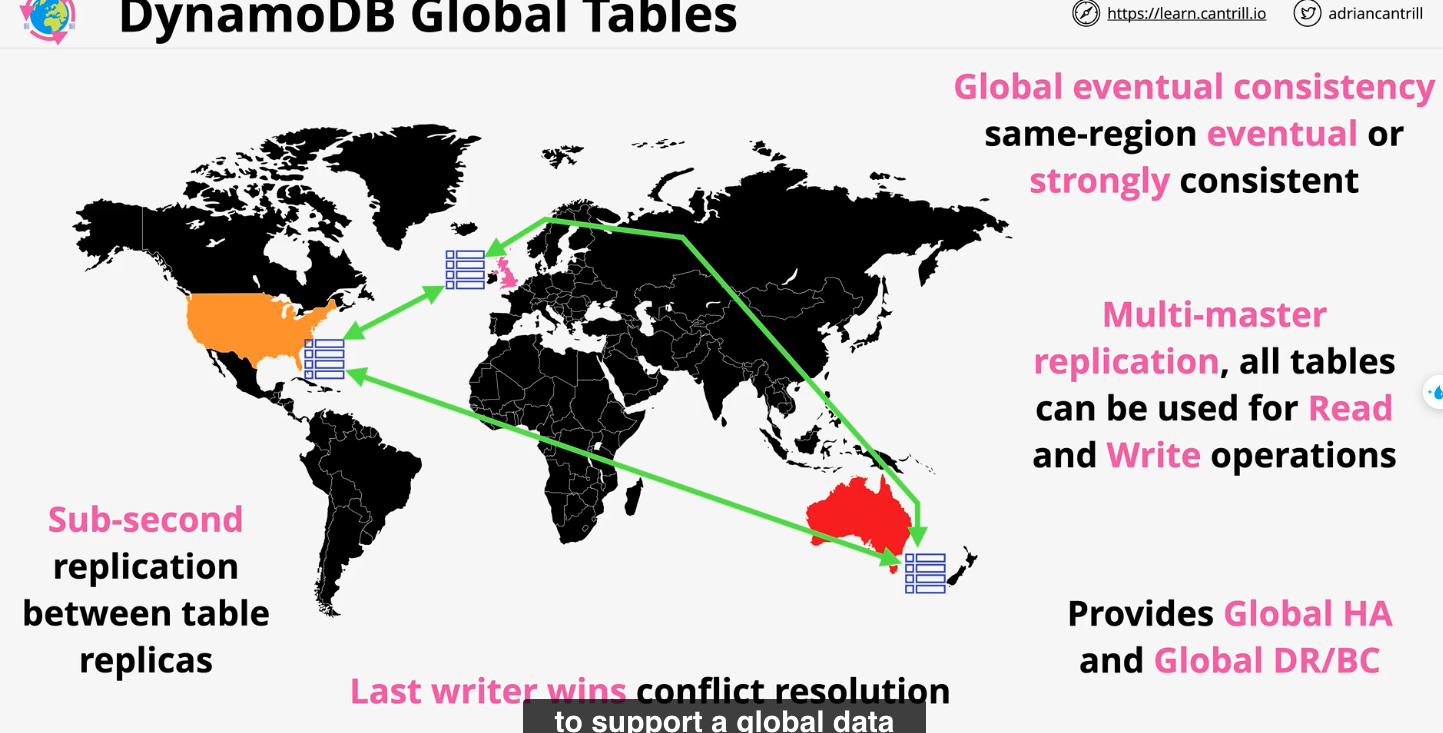 DynamoDB Global Tables
https://learn.cantrill.io
adriancantrill
Global eventual consistency
same-region eventual or
strongly consistent
Multi-master
replication, all tables
can be used for Read
and Write operations
Sub-second
replication
between table
replicas
Provides Global HA
and Global DR/BC
Last writer wins conflict resolution
to support a global data